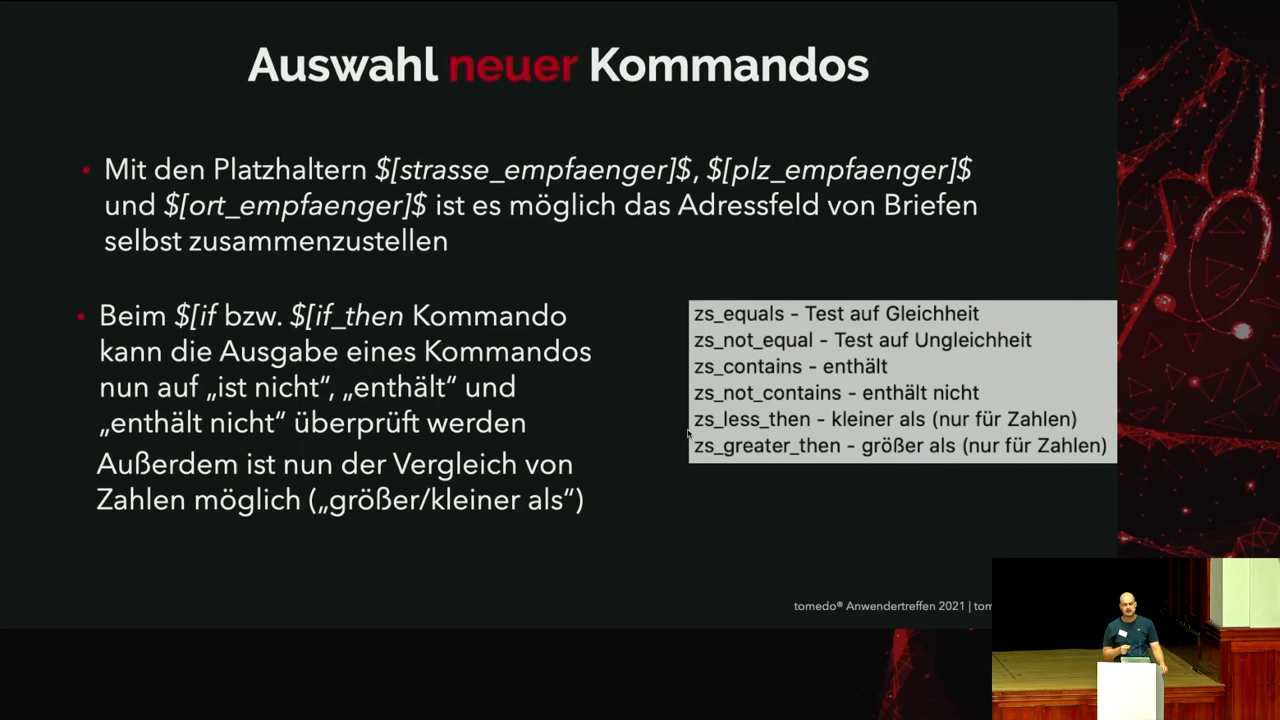 Auswahl neuer Kommandos
▪ Mit den Platzhaltern $[strasse_empfaenger]$, $[plz_empfaenger]$
und $[ort_empfaenger]$ ist es möglich das Adressfeld von Briefen
selbst zusammenzustellen
• Beim $[if bzw. $[if_then Kommando
kann die Ausgabe eines Kommandos
nun auf „ist nicht“, „enthält“ und
„enthält nicht“ überprüft werden
Außerdem ist nun der Vergleich von
Zahlen möglich („größer/kleiner als“)
zs_equals - Test auf Gleichheit
zs_not_equal - Test auf Ungleichheit
zs_contains - enthält
zs_not_contains - enthält nicht
zs_less_then - kleiner als (nur für Zahlen)
zs_greater_then - größer als (nur für Zahlen)
tomedo® Anwendertreffen 2021 | tom